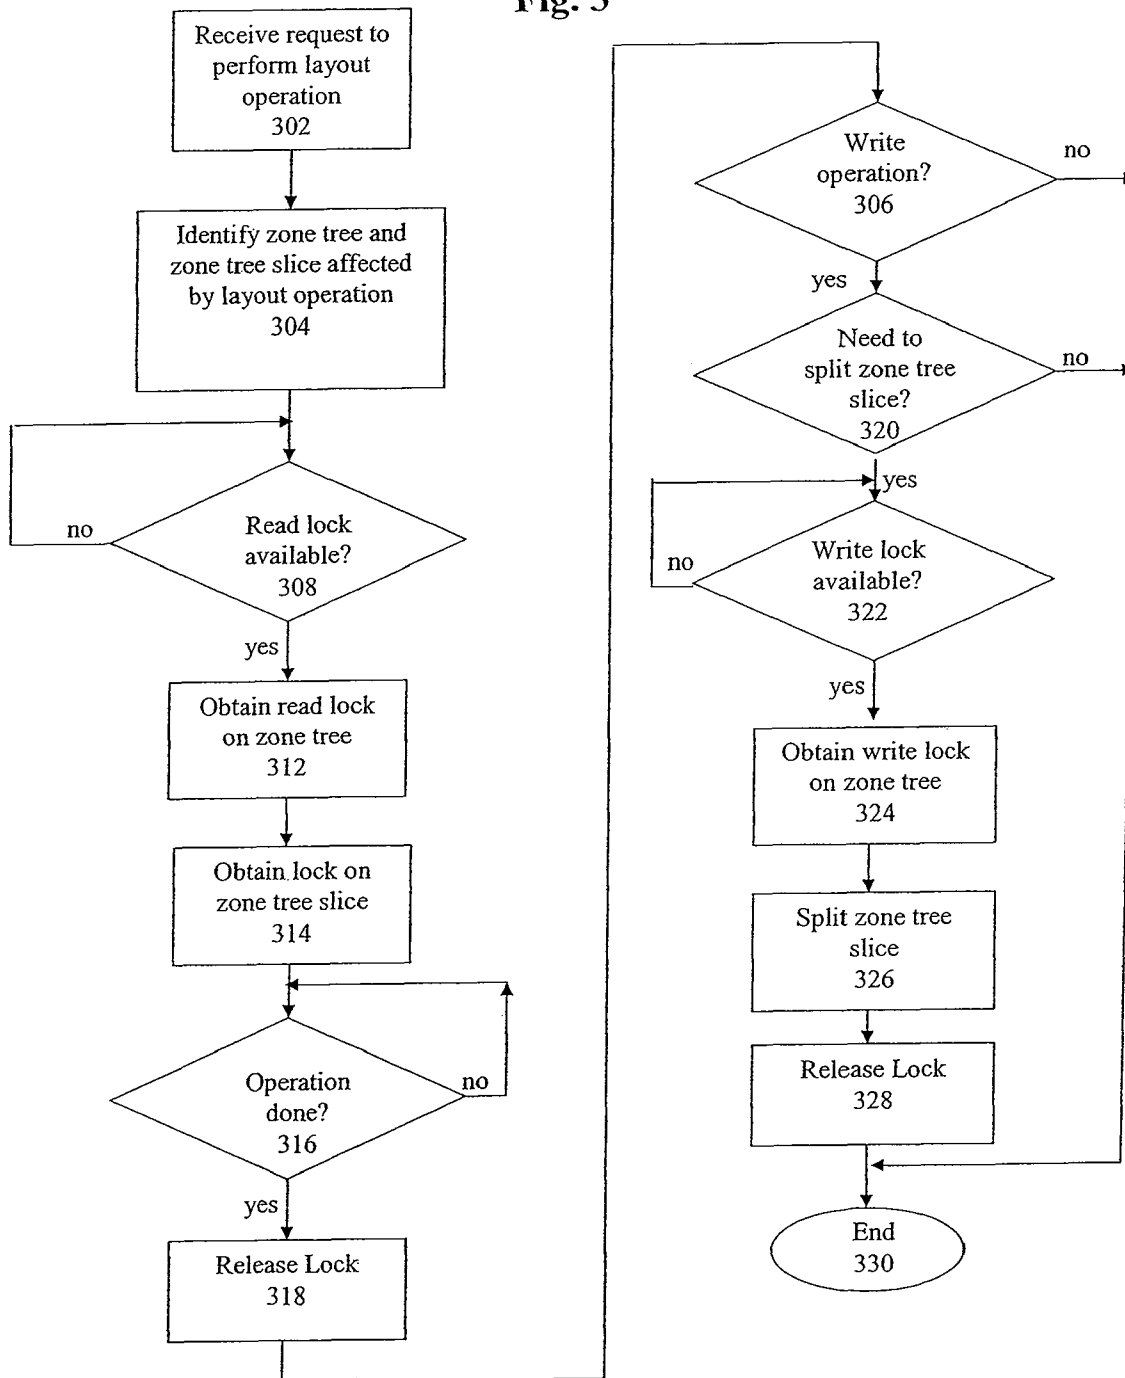 Fig. 3
Receive request to
perform layout
operation
302
Identify zone tree and
zone tree slice affected
by layout operation
304
no
Read lock
available?
308
yes
Obtain read lock
on zone tree
312
Obtain lock on
zone tree slice
314
Operation
done?
316
no
yes
Release Lock
318
Write
operation?
306
no
yes
Need to
split zone tree
slice?
320
no
yes
Write lock
available?
322
no
yes
Obtain write lock
on zone tree
324
Split zone tree
slice
326
Release Lock
328
End
330